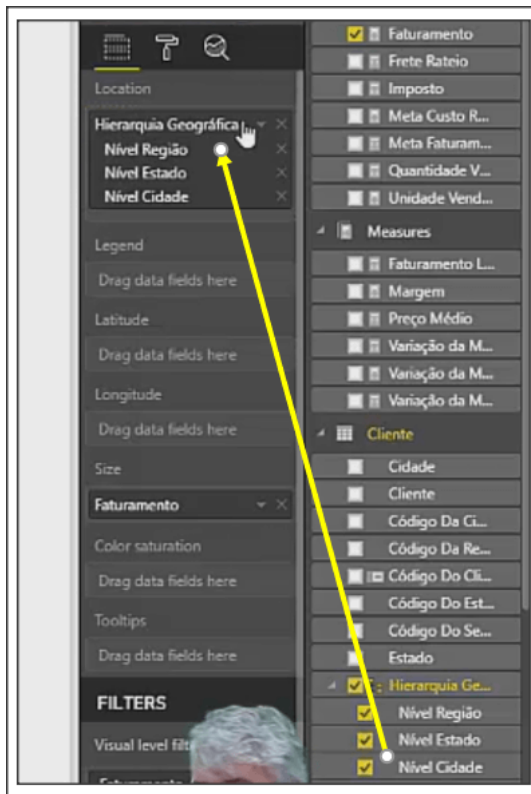 Location
Hierarquia Geográfica
Nível Região
Nível Estado
Nível Cidade
Legend
Drag data fields here
Latitude
Drag data fields here
Longitude
Drag data fields here
Size
Faturamento
Color saturation
Drag data fields here
Tooltips
Drag data fields here
FILTERS
Visual level
Faturamento
Frete Rateio
Imposto
Meta Custo R...
Meta Faturam...
Quantidade V...
Unidade Vend...
Measures
Faturamento L...
Margem
Preço Médio
Variação da M...
Variação da M...
Variação da M...
Cliente
Cidade
Cliente
Código Da Ci...
Código Da Re...
Código Do Cli...
Código Do Est...
Código Do Se...
Estado
Hierarquia Ge...
Nível Região
Nível Estado
Nível Cidade